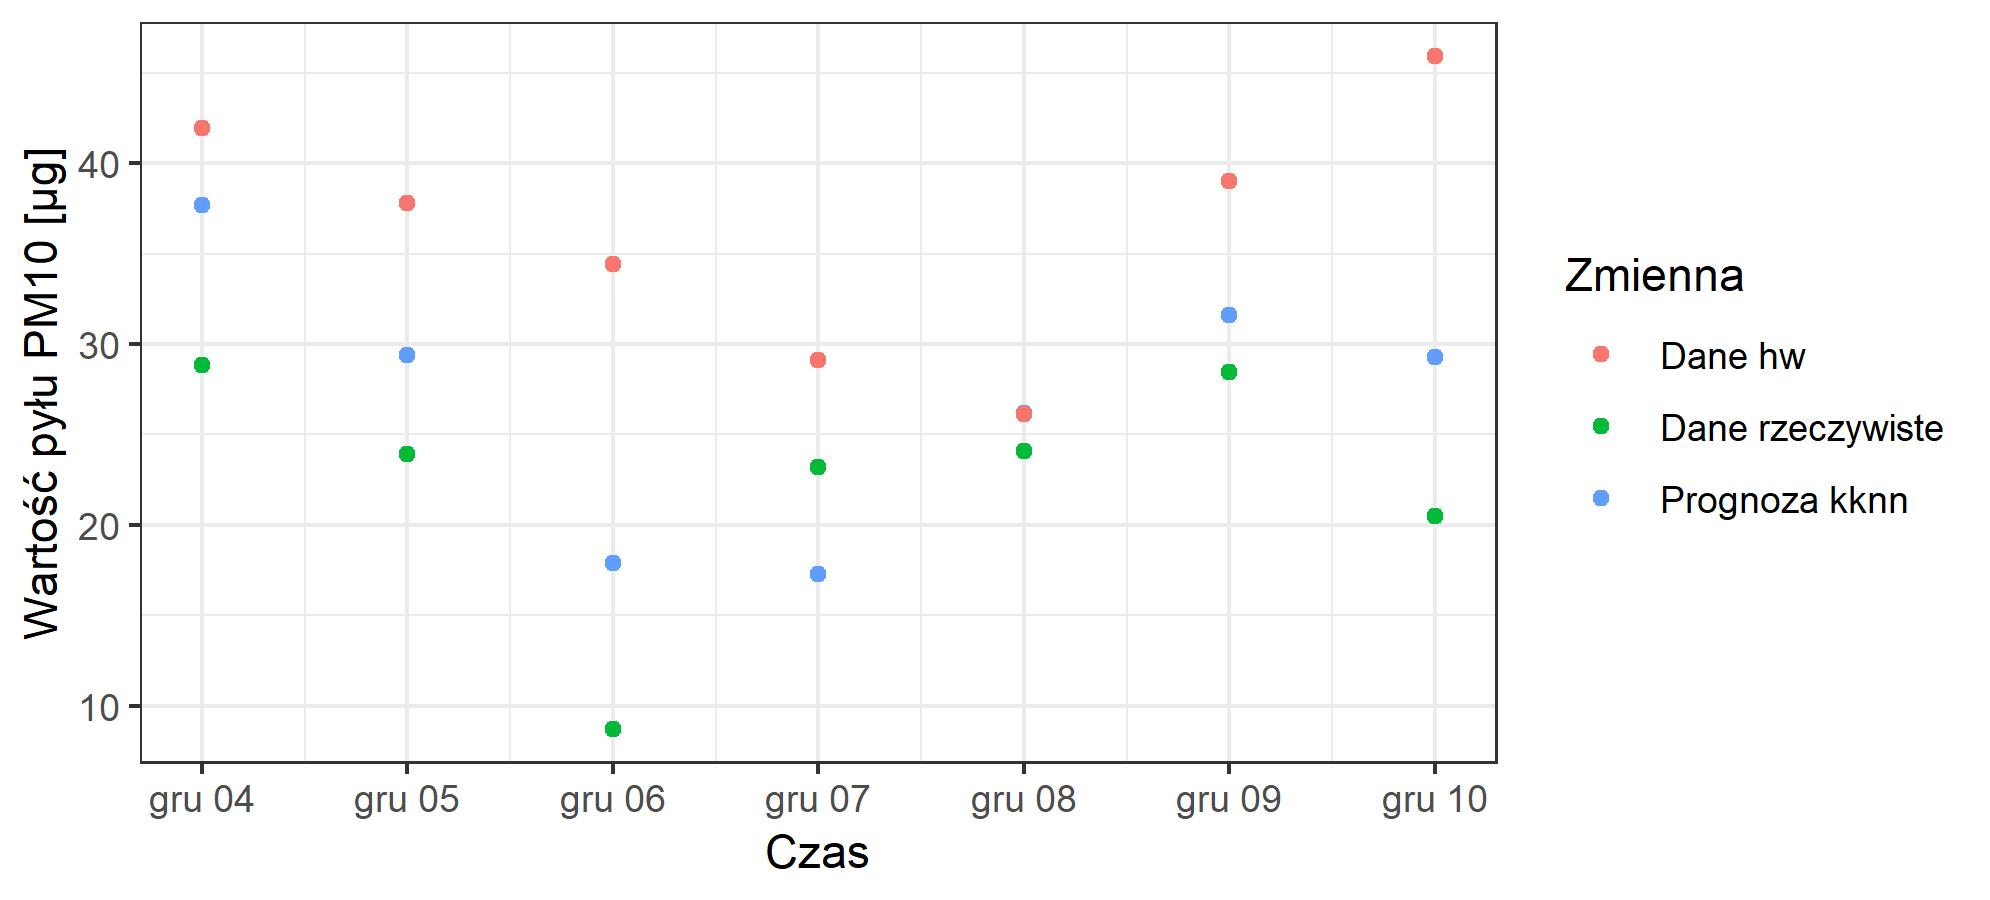 Wartość pyłu PM10 [µg]
40
30
20
10
gru 04 gru 05 gru 06 gru 07 gru 08 gru 09 gru 10
Czas
Zmienna
Dane hw
Dane rzeczywiste
Prognoza kknn